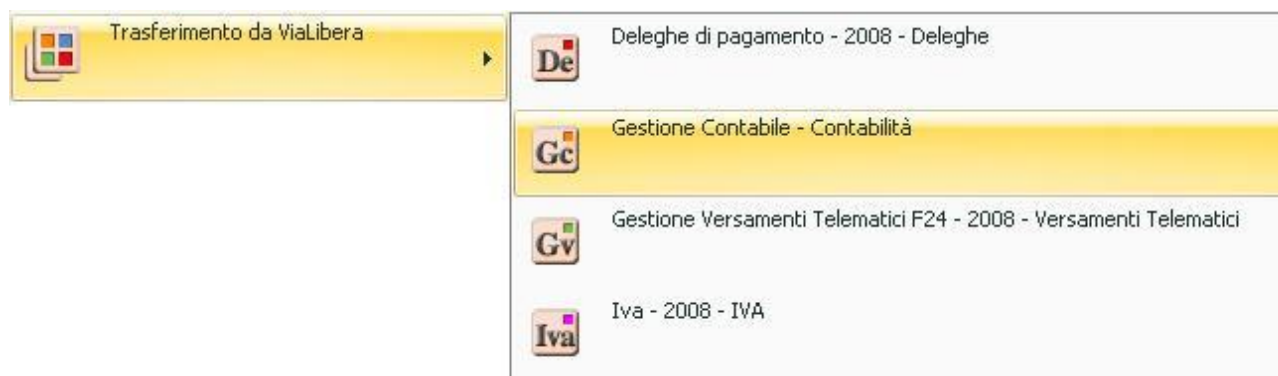 Trasferimento da ViaLibera
De
Deleghe di pagamento - 2008 - Deleghe
Gc
Gestione Contabile - Contabilità
Gv
Gestione Versamenti Telematici F24 - 2008 - Versamenti Telematici
Iva
Iva - 2008 - IVA